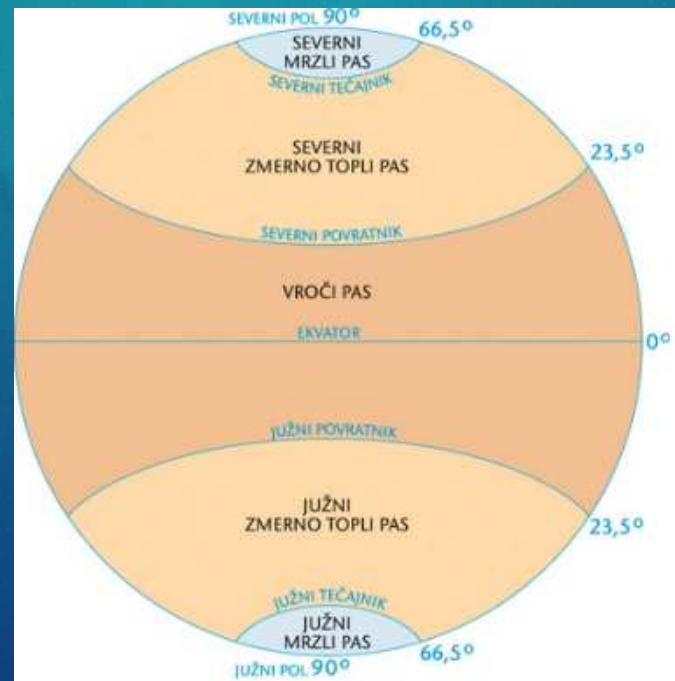 SEVERNI POL 90°
66,5°
SEVERNI
MRZLI PAS
SEVERNI TEČAJNIK
23,5°
SEVERNI
ZMERNO TOPLI PAS
SEVERNI POVRATNIK
VROČI PAS
EKVATOR
0°
JUŽNI POVRATNIK
JUŽNI
ZMERNO TOPLI PAS
23,5°
JUŽNI TEČAJNIK
JUŽNI
MRZLI PAS
66,5°
JUŽNI POL 90°